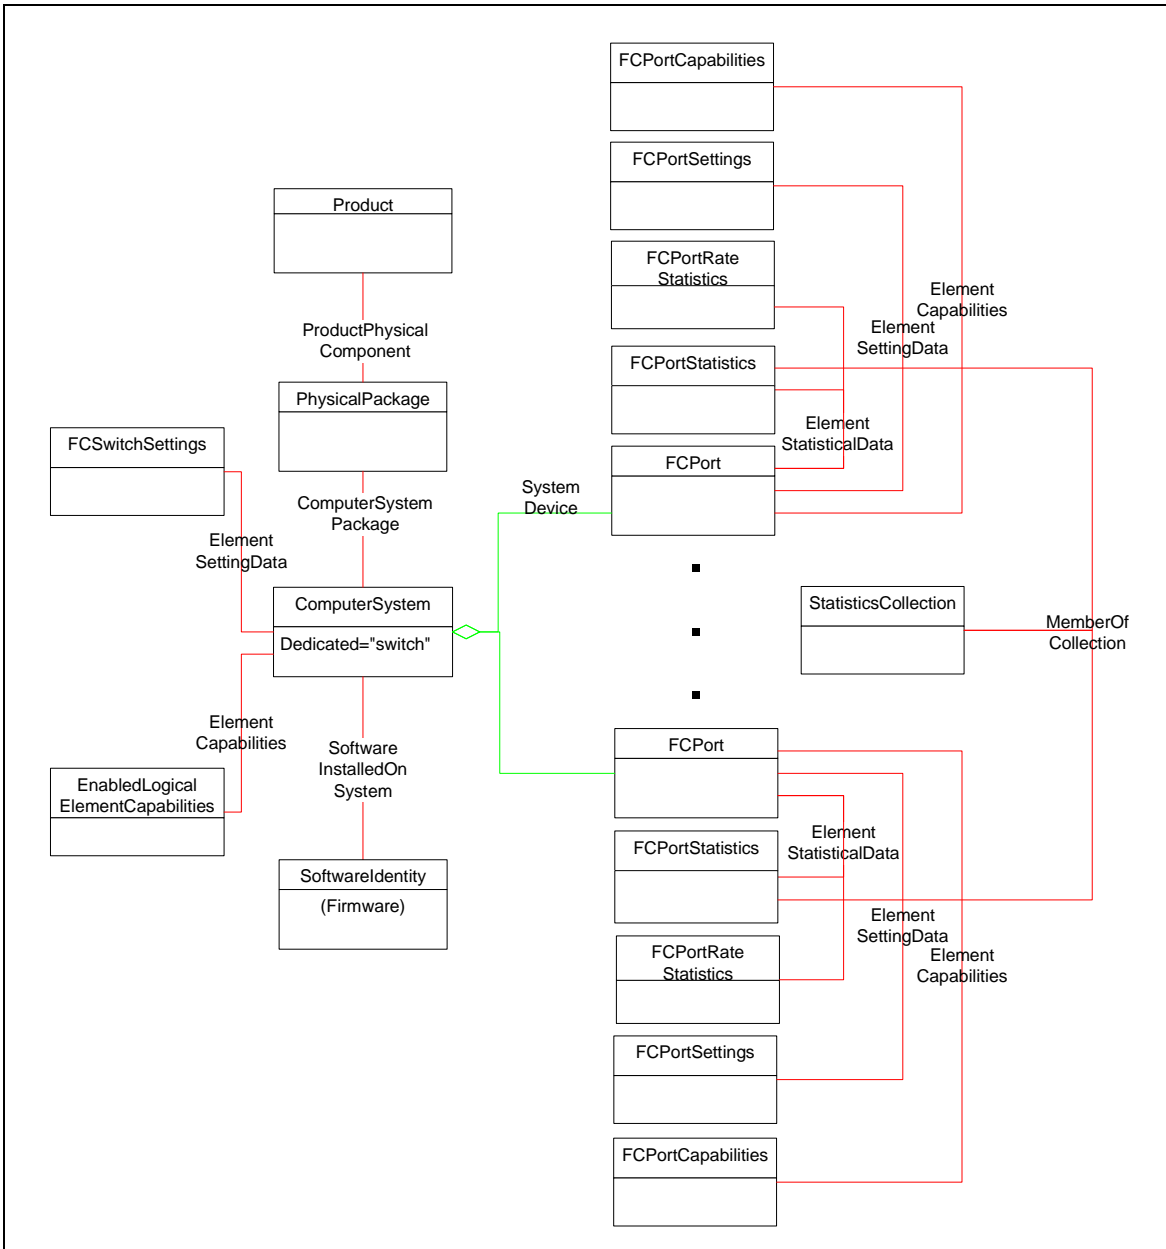 FCPortCapabilities
FCPortSettings
Product
FCPortRate
Statistics
Element
Capabilities
ProductPhysical
Component
Element
SettingData
FCPortStatistics
PhysicalPackage
Element
StatisticalData
FCSwitchSettings
FCPort
System
Device
ComputerSystem
Package
Element
SettingData
ComputerSystem
Dedicated="switch"
StatisticsCollection
MemberOf
Collection
Element
Capabilities
Software
InstalledOn
System
FCPort
EnabledLogical
ElementCapabilities
Element
StatisticalData
FCPortStatistics
SoftwareIdentity
(Firmware)
Element
SettingData
FCPortRate
Statistics
Element
Capabilities
FCPortSettings
FCPortCapabilities